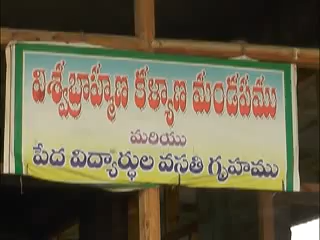 విశ్వబ్రాహ్మణ కళ్యాణ మండపము
మరియు
పేద విద్యార్ధుల వసతి గృహము